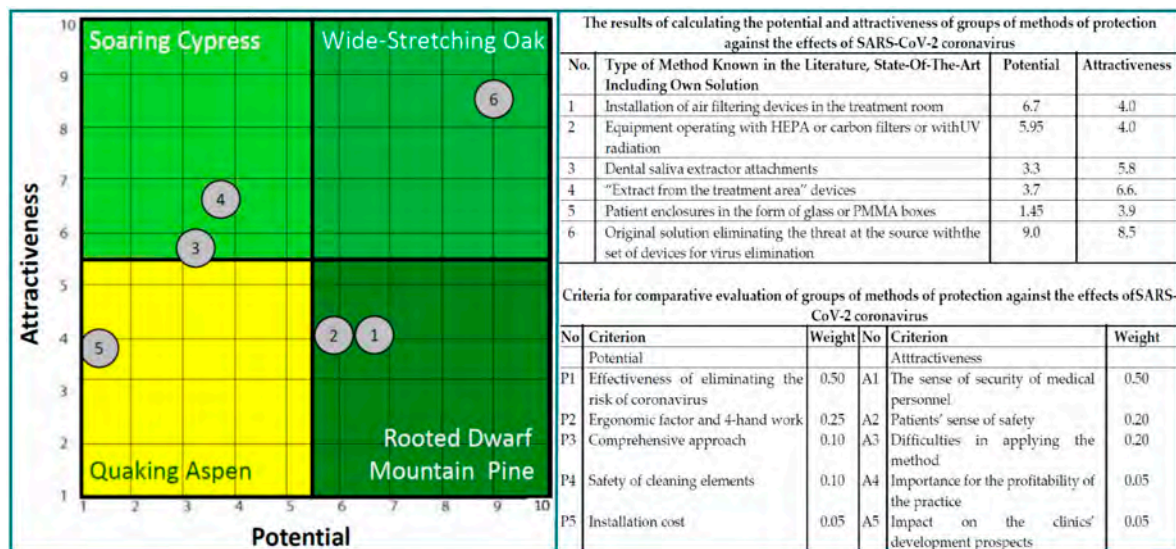 10
9
8
7
6
5
4
3
2
1
Attractiveness
Soaring Cypress
Wide-Stretching Oak
6
4
3
5
2
1
Quaking Aspen
Rooted Dwarf
Mountain Pine
1 2 3 4 5 6 7 8 9 10
Potential
The results of calculating the potential and attractiveness of groups of methods of protection
against the effects of SARS-CoV-2 coronavirus
No. Type of Method Known in the Literature, State-Of-The-Art Potential Attractiveness
Including Own Solution
1 Installation of air filtering devices in the treatment room 6.7 4.0
2 Equipment operating with HEPA or carbon filters or withUV 5.95 4.0
radiation
3 Dental saliva extractor attachments 3.3 5.8
4 "Extract from the treatment area" devices 3.7 6.6.
5 Patient enclosures in the form of glass or PMMA boxes 1.45 3.9
6 Original solution eliminating the threat at the source withthe 9.0 8.5
set of devices for virus elimination
Criteria for comparative evaluation of groups of methods of protection against the effects ofSARS-
CoV-2 coronavirus
No Criterion Weight No Criterion Weight
Potential Atttractiveness
P1 Effectiveness of eliminating the 0.50 A1 The sense of security of medical 0.50
risk of coronavirus personnel
P2 Ergonomic factor and 4-hand work 0.25 A2 Patients' sense of safety 0.20
P3 Comprehensive approach 0.10 A3 Difficulties in applying the 0.20
method
P4 Safety of cleaning elements 0.10 A4 Importance for the profitability of 0.05
the practice
P5 Installation cost 0.05 A5 Impact on the clinics' 0.05
development prospects